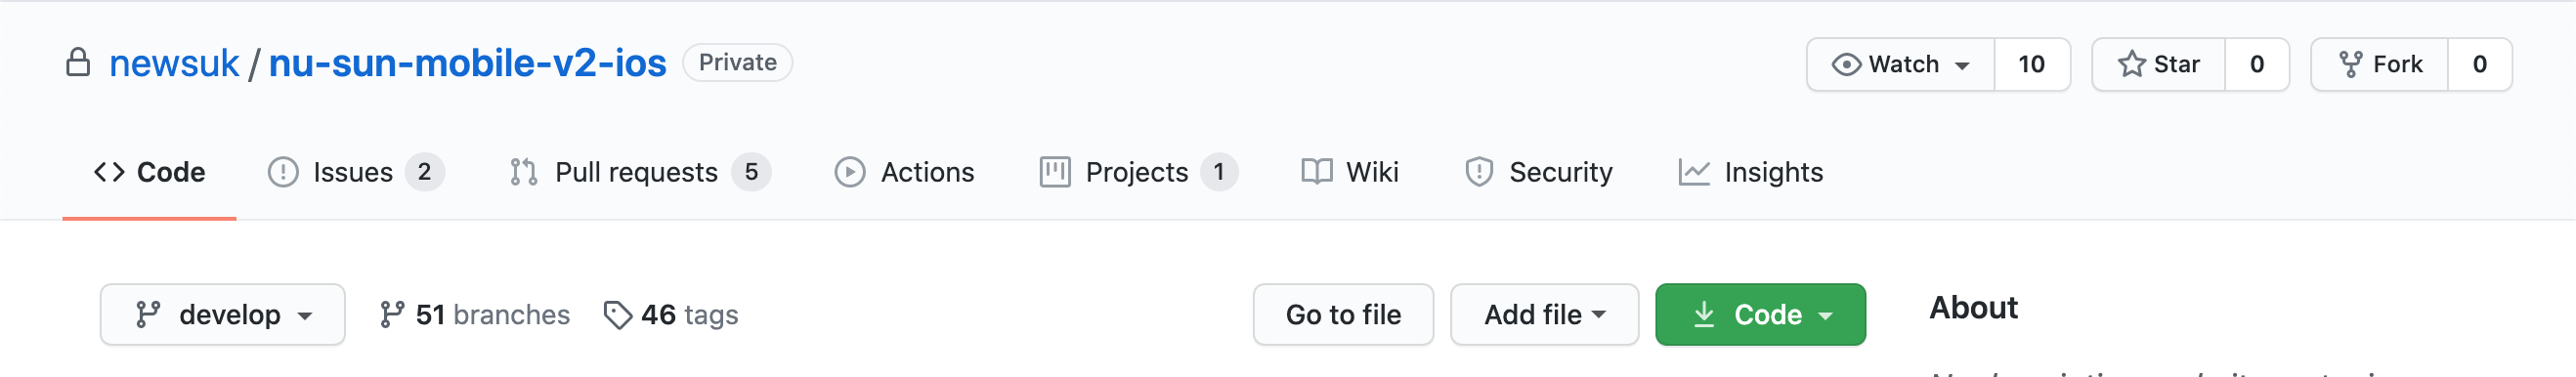 newsuk / nu-sun-mobile-v2-ios Private Watch 10 Star 0 Fork 0
Code Issues 2 Pull requests 5 Actions Projects 1 Wiki Security Insights
develop 51 branches 46 tags Go to file Add file Code About